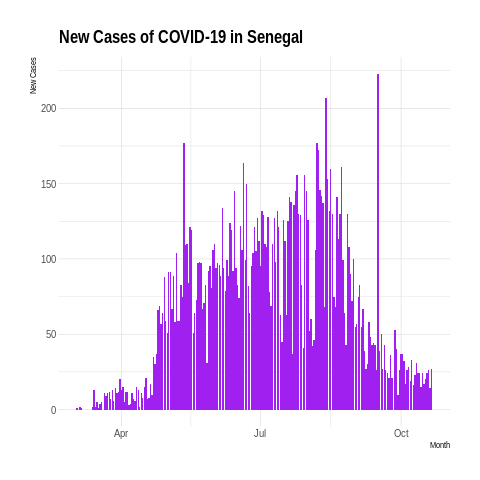 New Cases of COVID-19 in Senegal
New Cases
200
150
100
50
0
Apr
Jul
Oct
Month